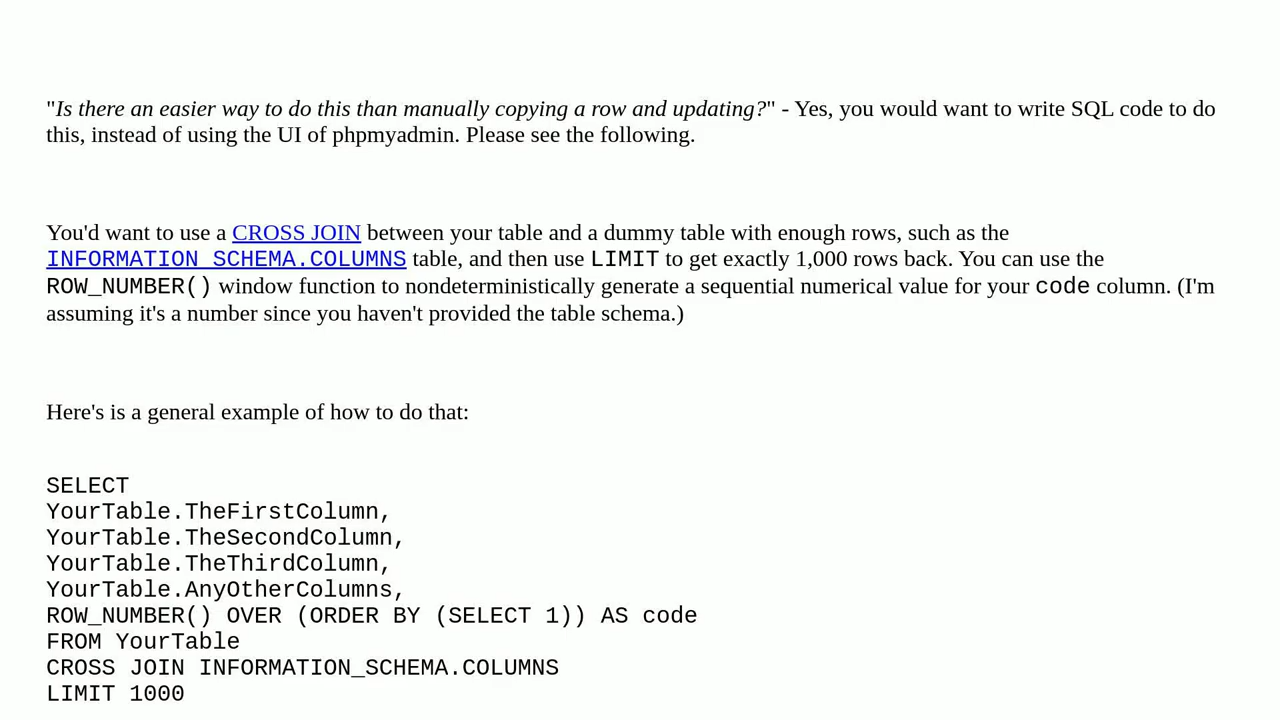 "Is there an easier way to do this than manually copying a row and updating?" - Yes, you would want to write SQL code to do
this, instead of using the UI of phpmyadmin. Please see the following.
You'd want to use a CROSS JOIN between your table and a dummy table with enough rows, such as the
INFORMATION_SCHEMA.COLUMNS table, and then use LIMIT to get exactly 1,000 rows back. You can use the
ROW_NUMBER() window function to nondeterministically generate a sequential numerical value for your code column. (I'm
assuming it's a number since you haven't provided the table schema.)
Here's is a general example of how to do that:
SELECT
YourTable.TheFirstColumn,
YourTable.TheSecondColumn,
YourTable.TheThirdColumn,
YourTable.AnyOtherColumns,
ROW_NUMBER() OVER (ORDER BY (SELECT 1)) AS code
FROM YourTable
CROSS JOIN INFORMATION_SCHEMA.COLUMNS
LIMIT 1000